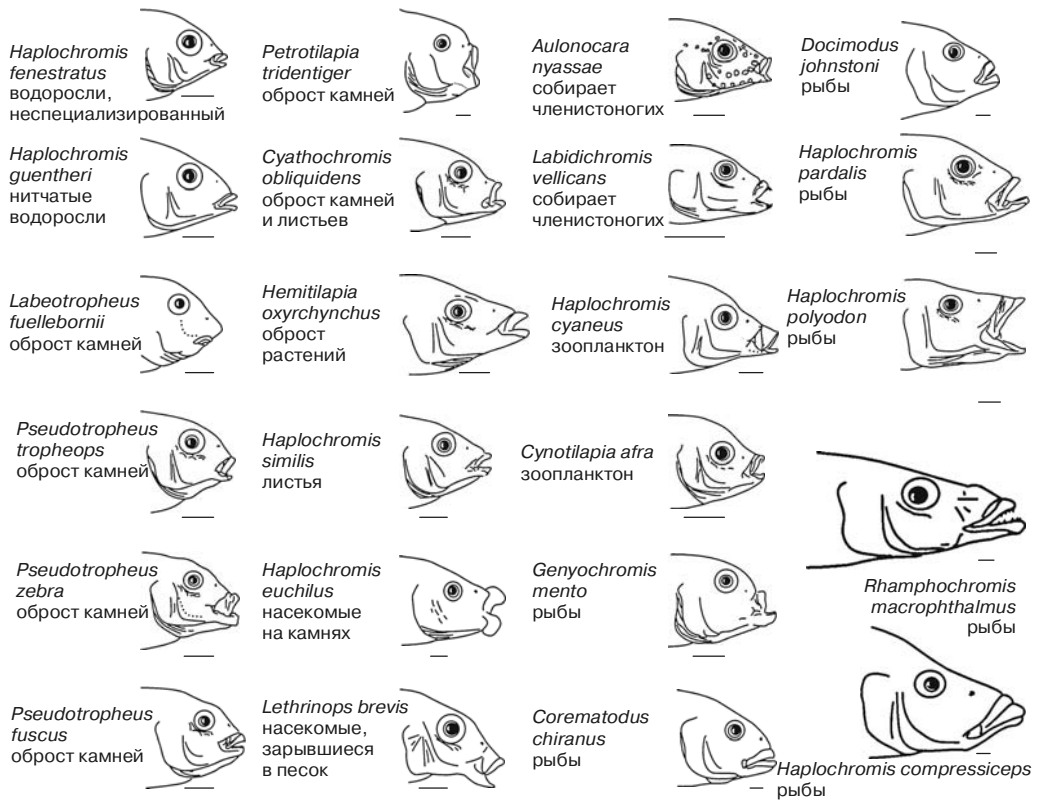 Haplochromis
fenestratus
водоросли,
неспециализированный
Haplochromis
guentheri
нитчатые
водоросли
Labeotropheus
fuellebornii
оброст камней
Pseudotropheus
tropheops
оброст камней
Pseudotropheus
zebra
оброст камней
Pseudotropheus
fuscus
оброст камней
Petrotilapia
tridentiger
оброст камней
Cyathochromis
obliquidens
оброст камней
и листьев
Hemitilapia
oxyrchynchus
оброст
растений
Haplochromis
similis
листья
Haplochromis
euchilus
насекомые
на камнях
Lethrinops brevis
насекомые,
зарывшиеся
в песок
Aulonocara
nyassae
собирает
членистоногих
Labidichromis
vellicans
собирает
членистоногих
Haplochromis
cyaneus
зоопланктон
Cynotilapia afra
зоопланктон
Genyochromis
mento
рыбы
Corematodus
chiranus
рыбы
Docimodus
johnstoni
рыбы
Haplochromis
pardalis
рыбы
Haplochromis
polyodon
рыбы
Rhamphochromis
macrophthalmus
рыбы
Haplochromis compressiceps
рыбы